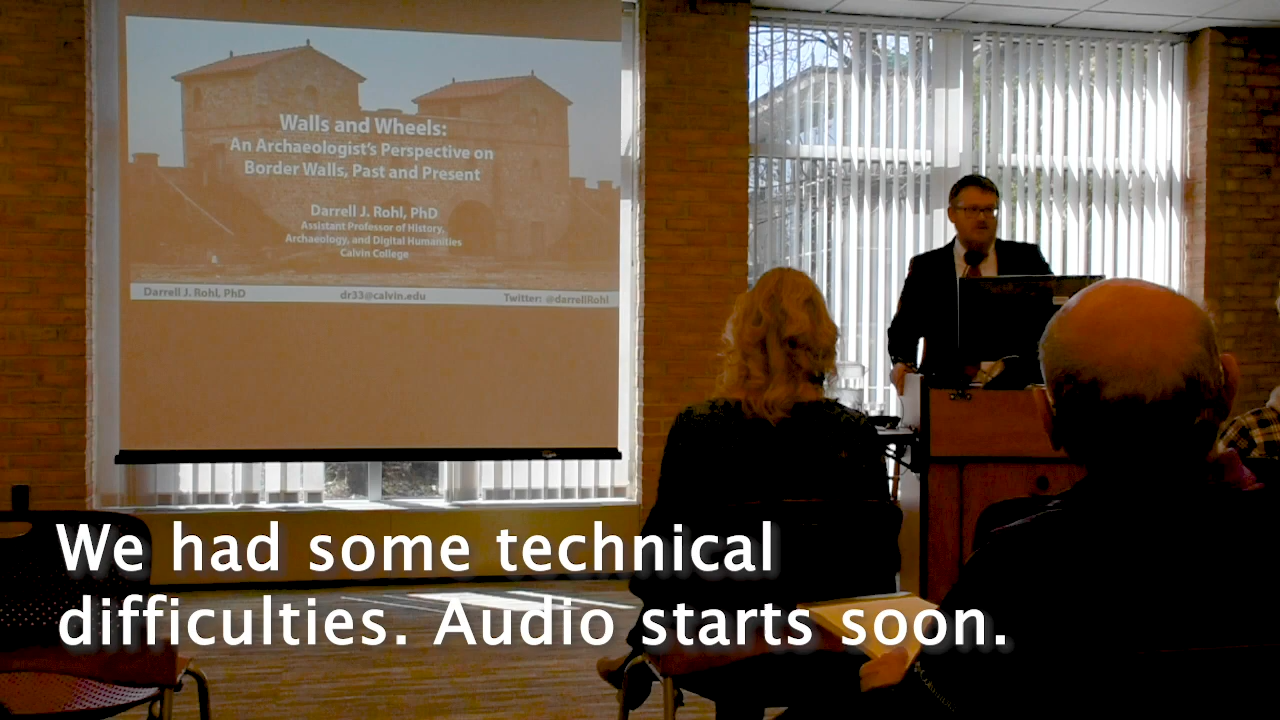 Walls and Wheels:
An Archaeologist's Perspective on
Border Walls, Past and Present
Darrell J. Rohl, PhD
Assistant Professor of History,
Archaeology, and Digital Humanities
Calvin College
Darrell J. Rohl, PhD
dr33@calvin.edu
Twitter: @darrellRohl
We had some technical
difficulties. Audio starts soon.